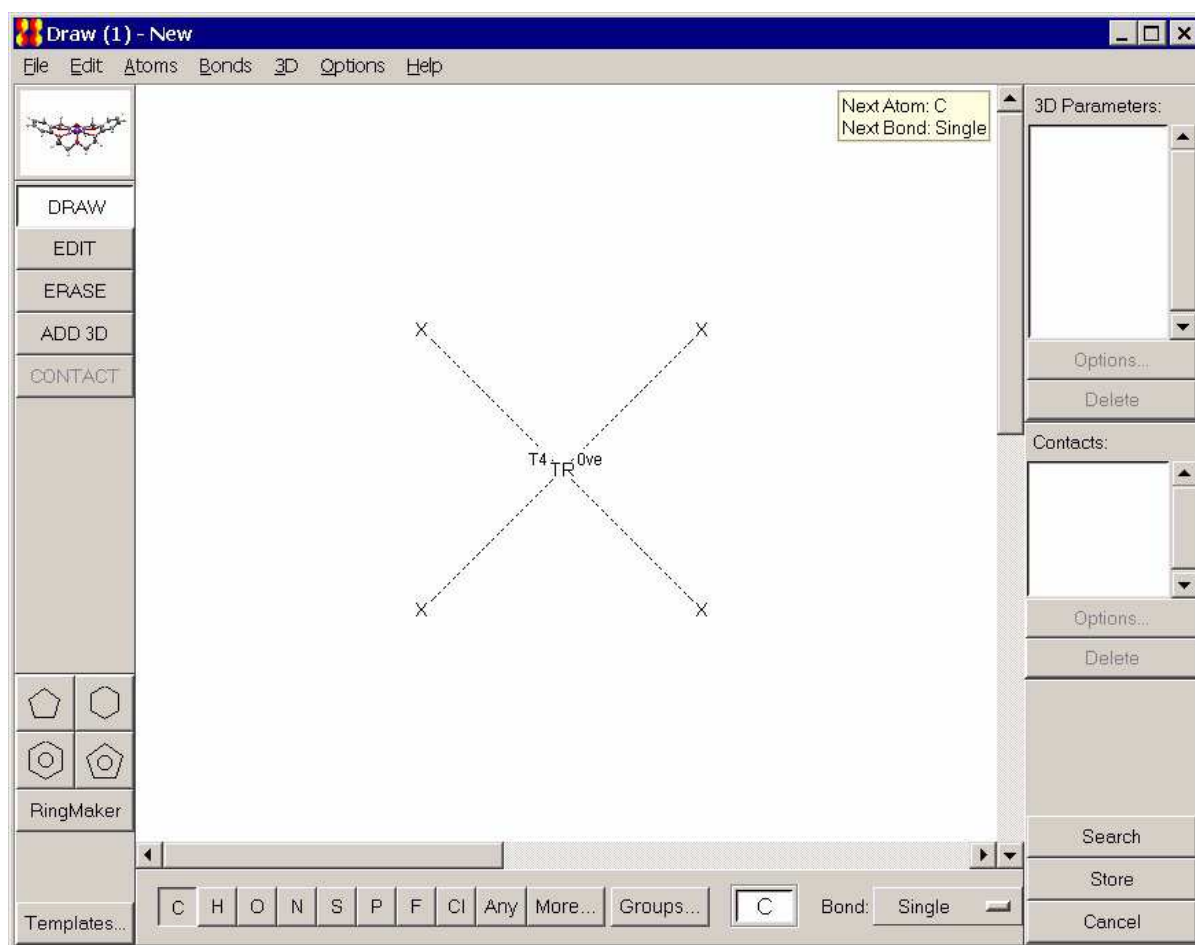 Draw (1) - New
File Edit Atoms Bonds 3D Options Help
Next Atom: C
Next Bond: Single
3D Parameters:
DRAW
EDIT
ERASE
ADD 3D
CONTACT
Options...
Delete
Contacts:
X X
T4 TR 0ve
X X
Options...
Delete
RingMaker
Search
Store
Cancel
C H O N S P F Cl Any More... Groups... C Bond: Single
Templates...